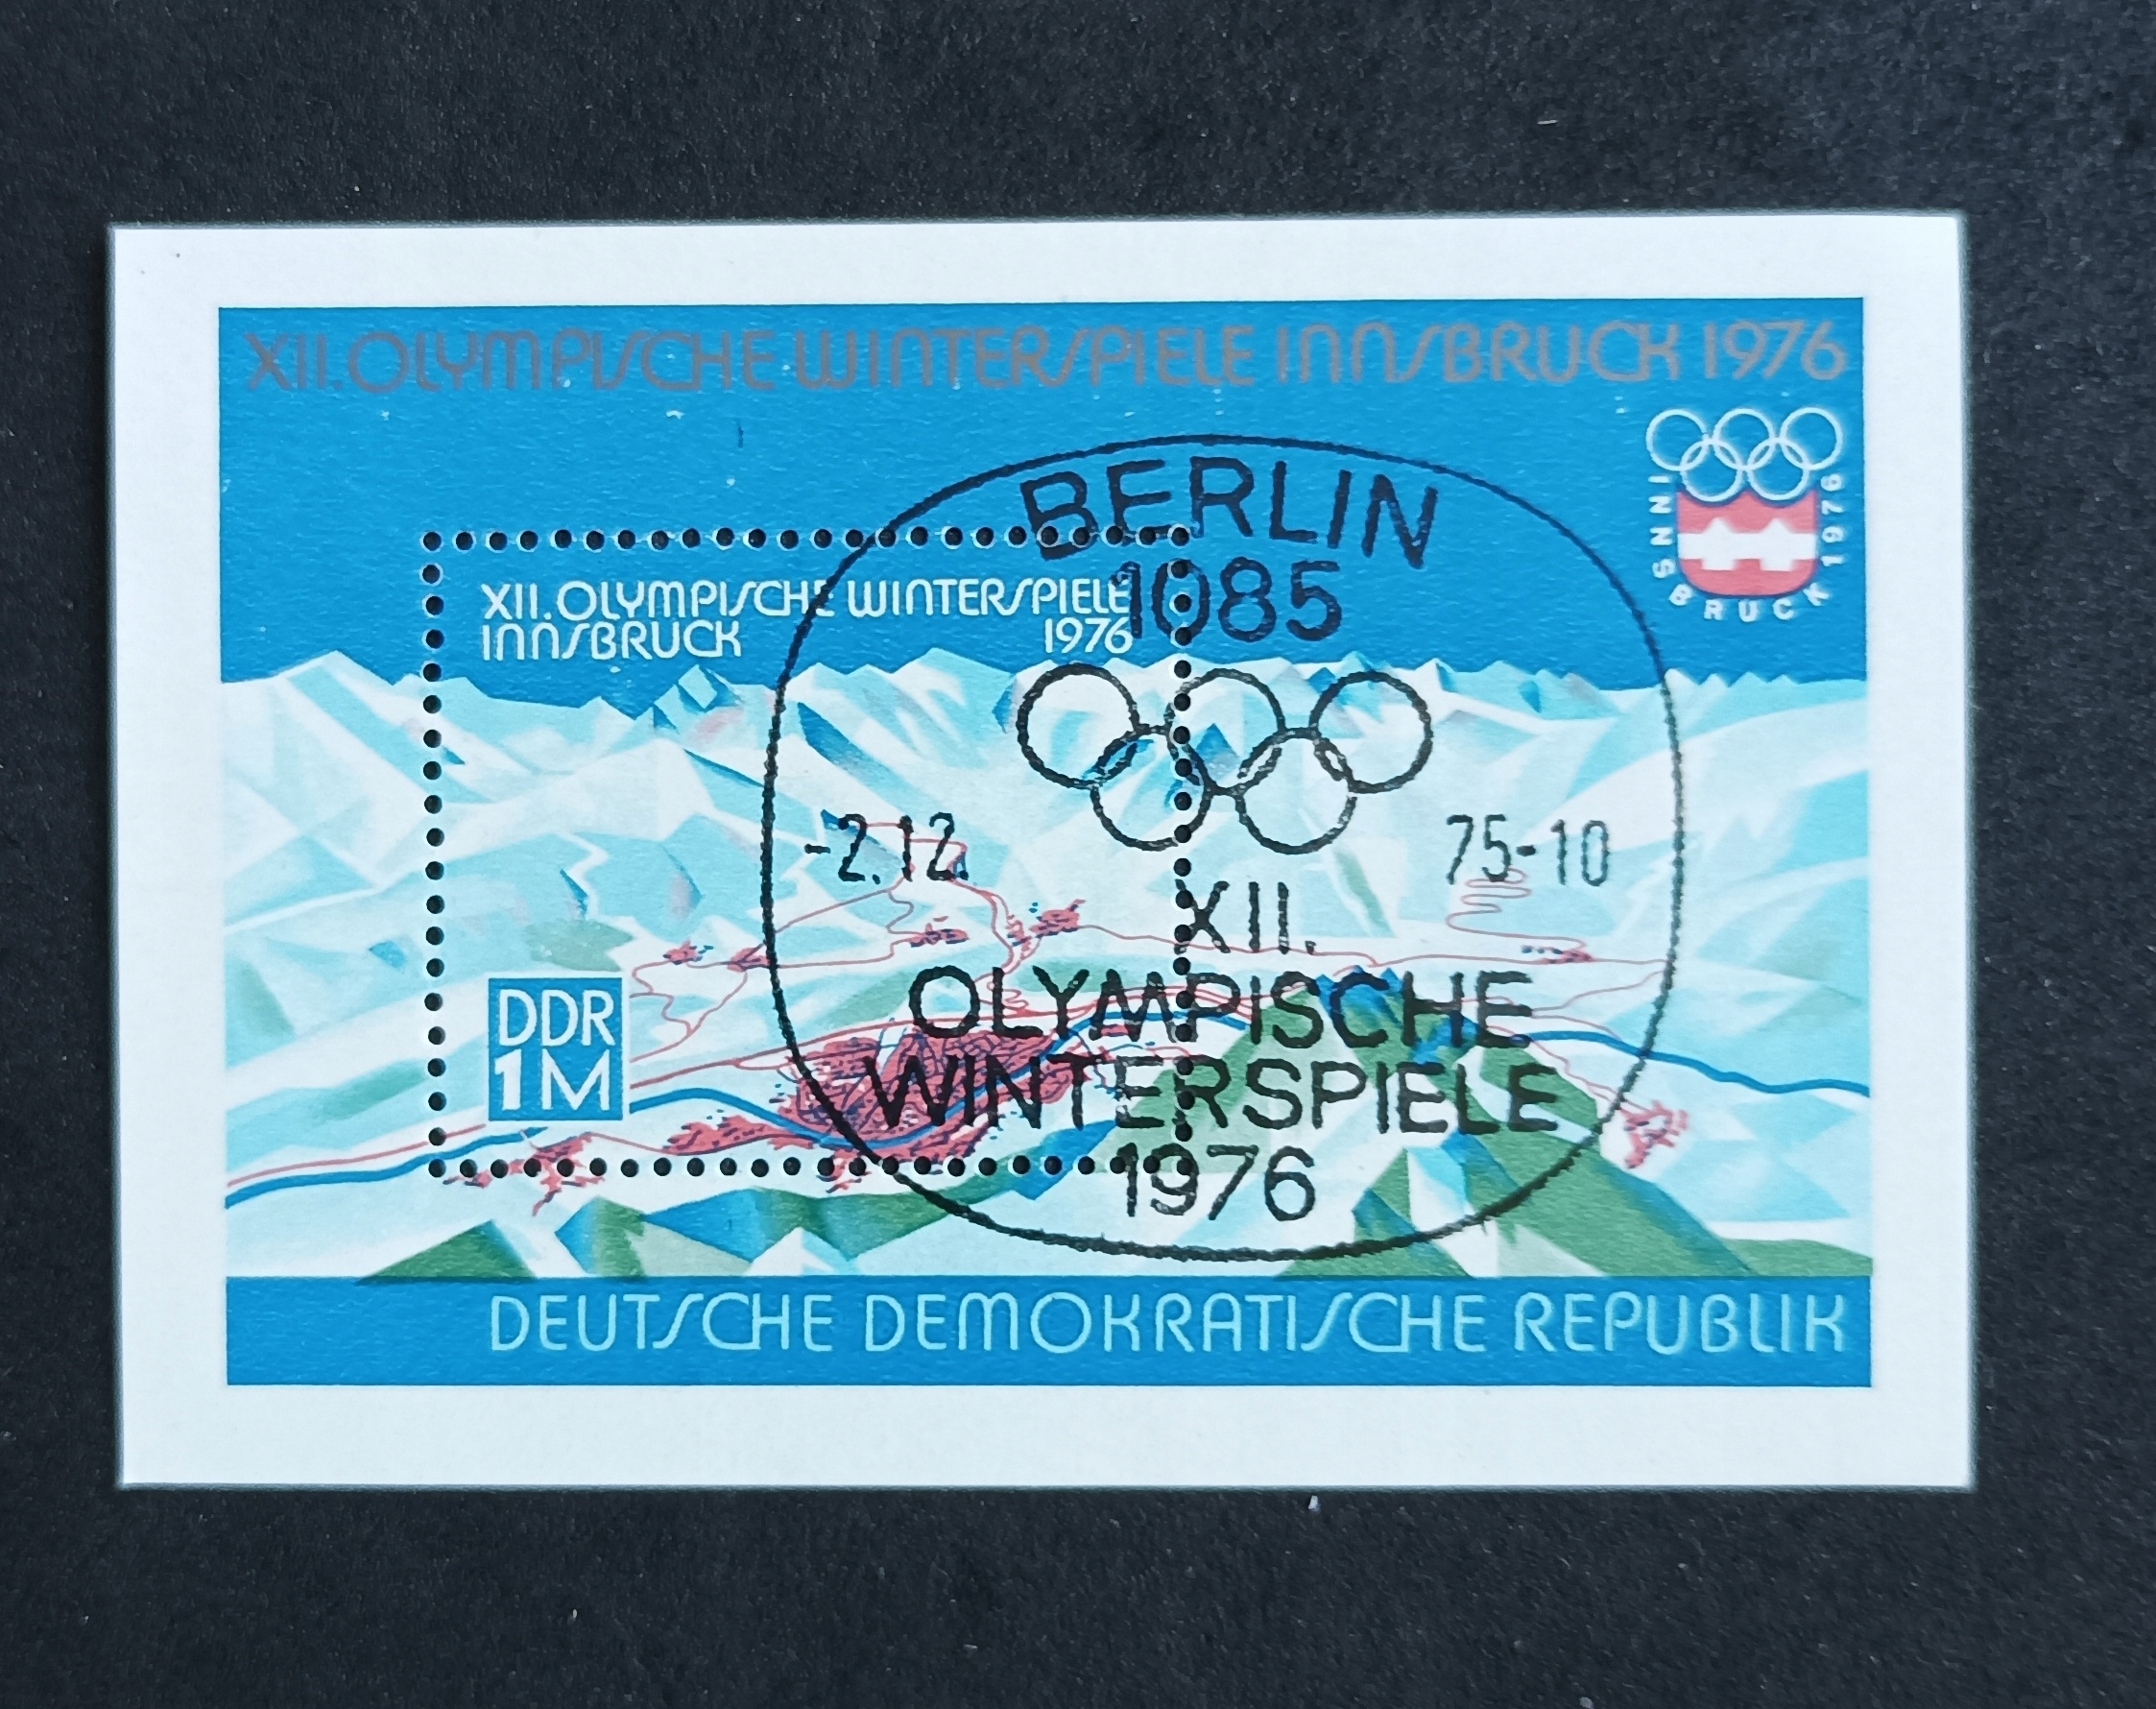 XII. OLYMPISCHE WINTERSPIELE INNSBRUCK 1976
INNSBRUCK 1976
BERLIN
1085
XII. OLYMPISCHE WINTERSPIELE
INNSBRUCK 1976
-2.12. 75-10
XII.
OLYMPISCHE
WINTERSPIELE
1976
DDR
1 M
DEUTSCHE DEMOKRATISCHE REPUBLIK